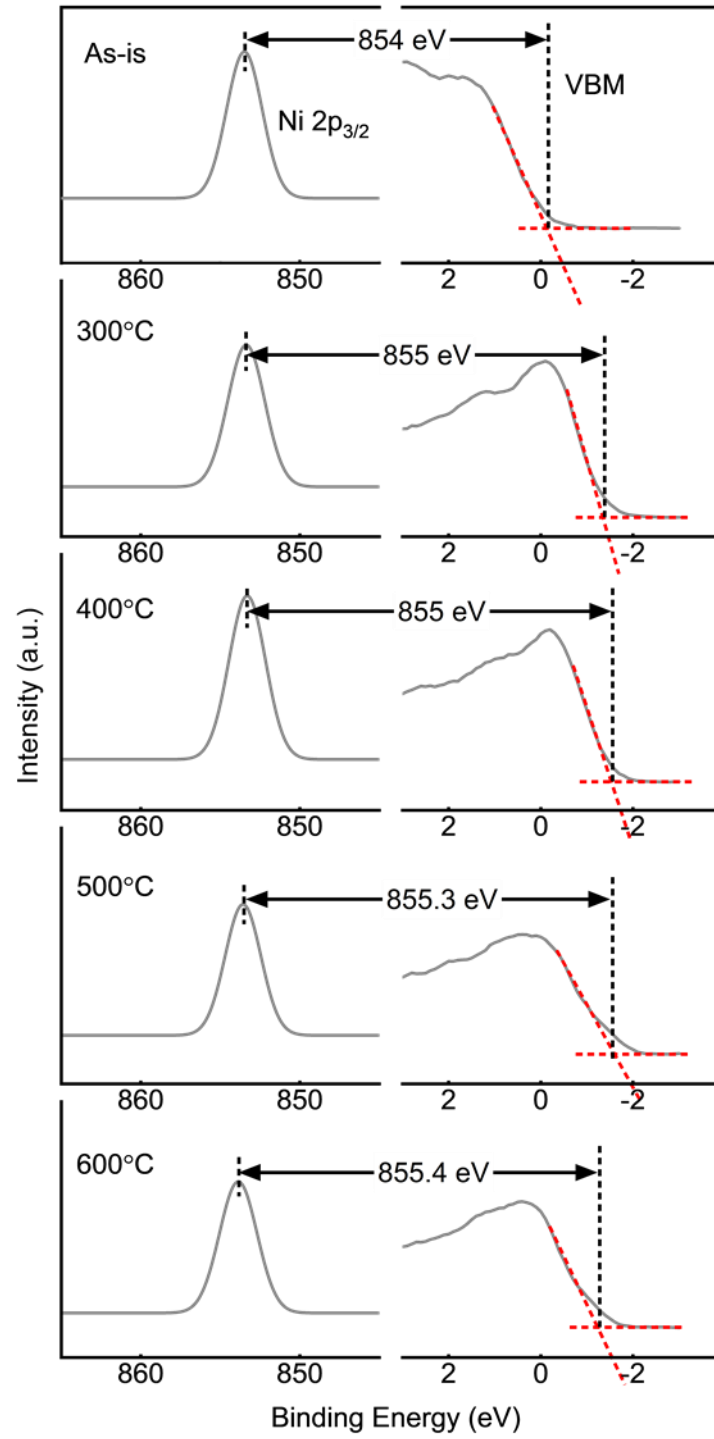 As-is
854 eV
VBM
Ni 2p3/2
860 850 2 0 -2
300°C
855 eV
860 850 2 0 -2
400°C
855 eV
860 850 2 0 -2
500°C
855.3 eV
860 850 2 0 -2
600°C
855.4 eV
860 850 2 0 -2
Intensity (a.u.)
Binding Energy (eV)